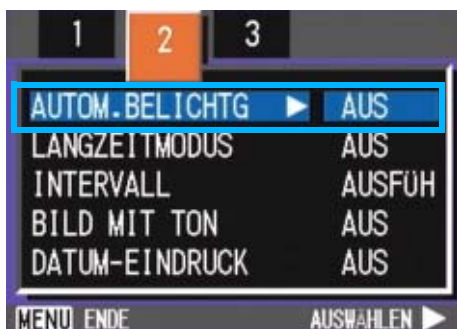 1 2 3
AUTOM.BELICHTG ▶ AUS
LANGZEITMODUS AUS
INTERVALL AUSFÜH
BILD MIT TON AUS
DATUM-EINDRUCK AUS
MENU ENDE AUSWAHLEN ▶